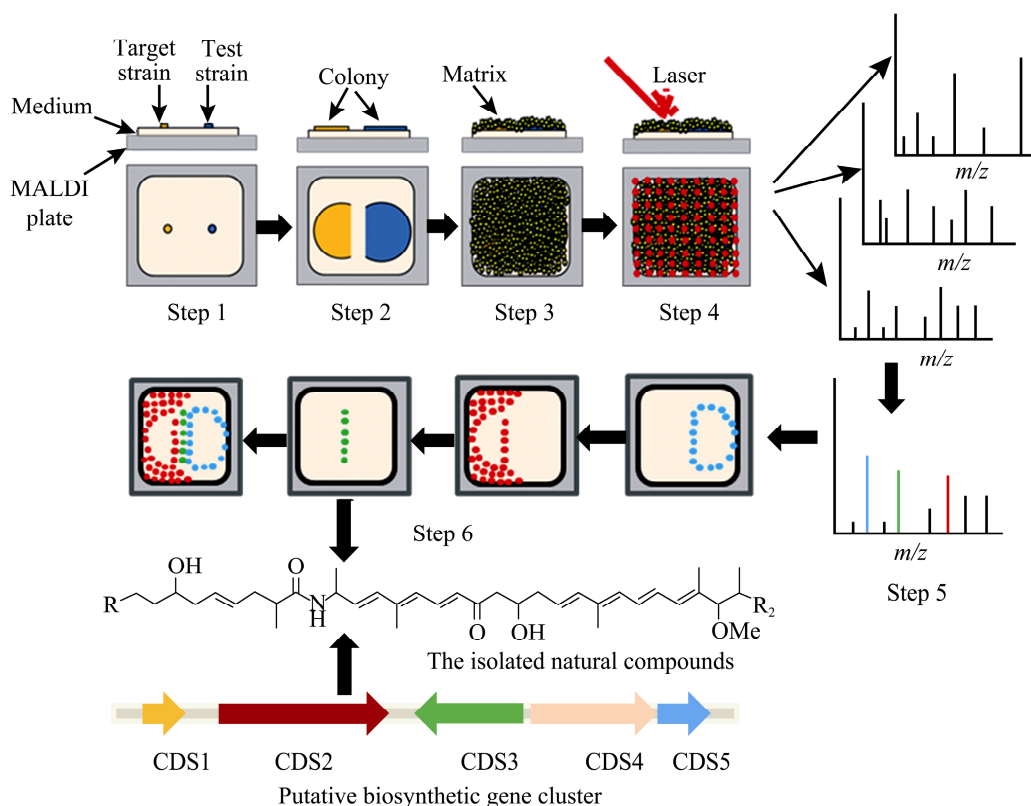 Target
strain
Test
strain
Medium
MALDI
plate
Colony
Matrix
Laser
Step 1
Step 2
Step 3
Step 4
m/z
m/z
m/z
m/z
Step 5
Step 6
OH
O
R
N
H
O
OH
OMe
R2
The isolated natural compounds
CDS1
CDS2
CDS3
CDS4
CDS5
Putative biosynthetic gene cluster